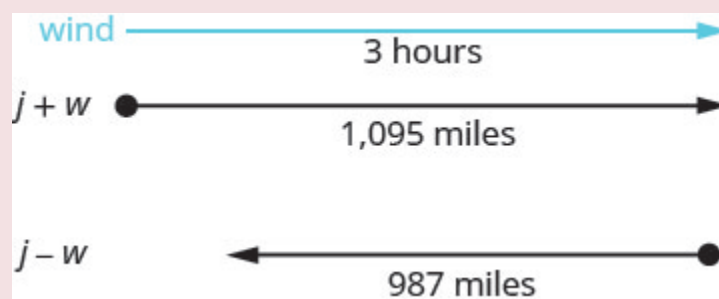 wind
3 hours
j + w
1,095 miles
j – w
987 miles